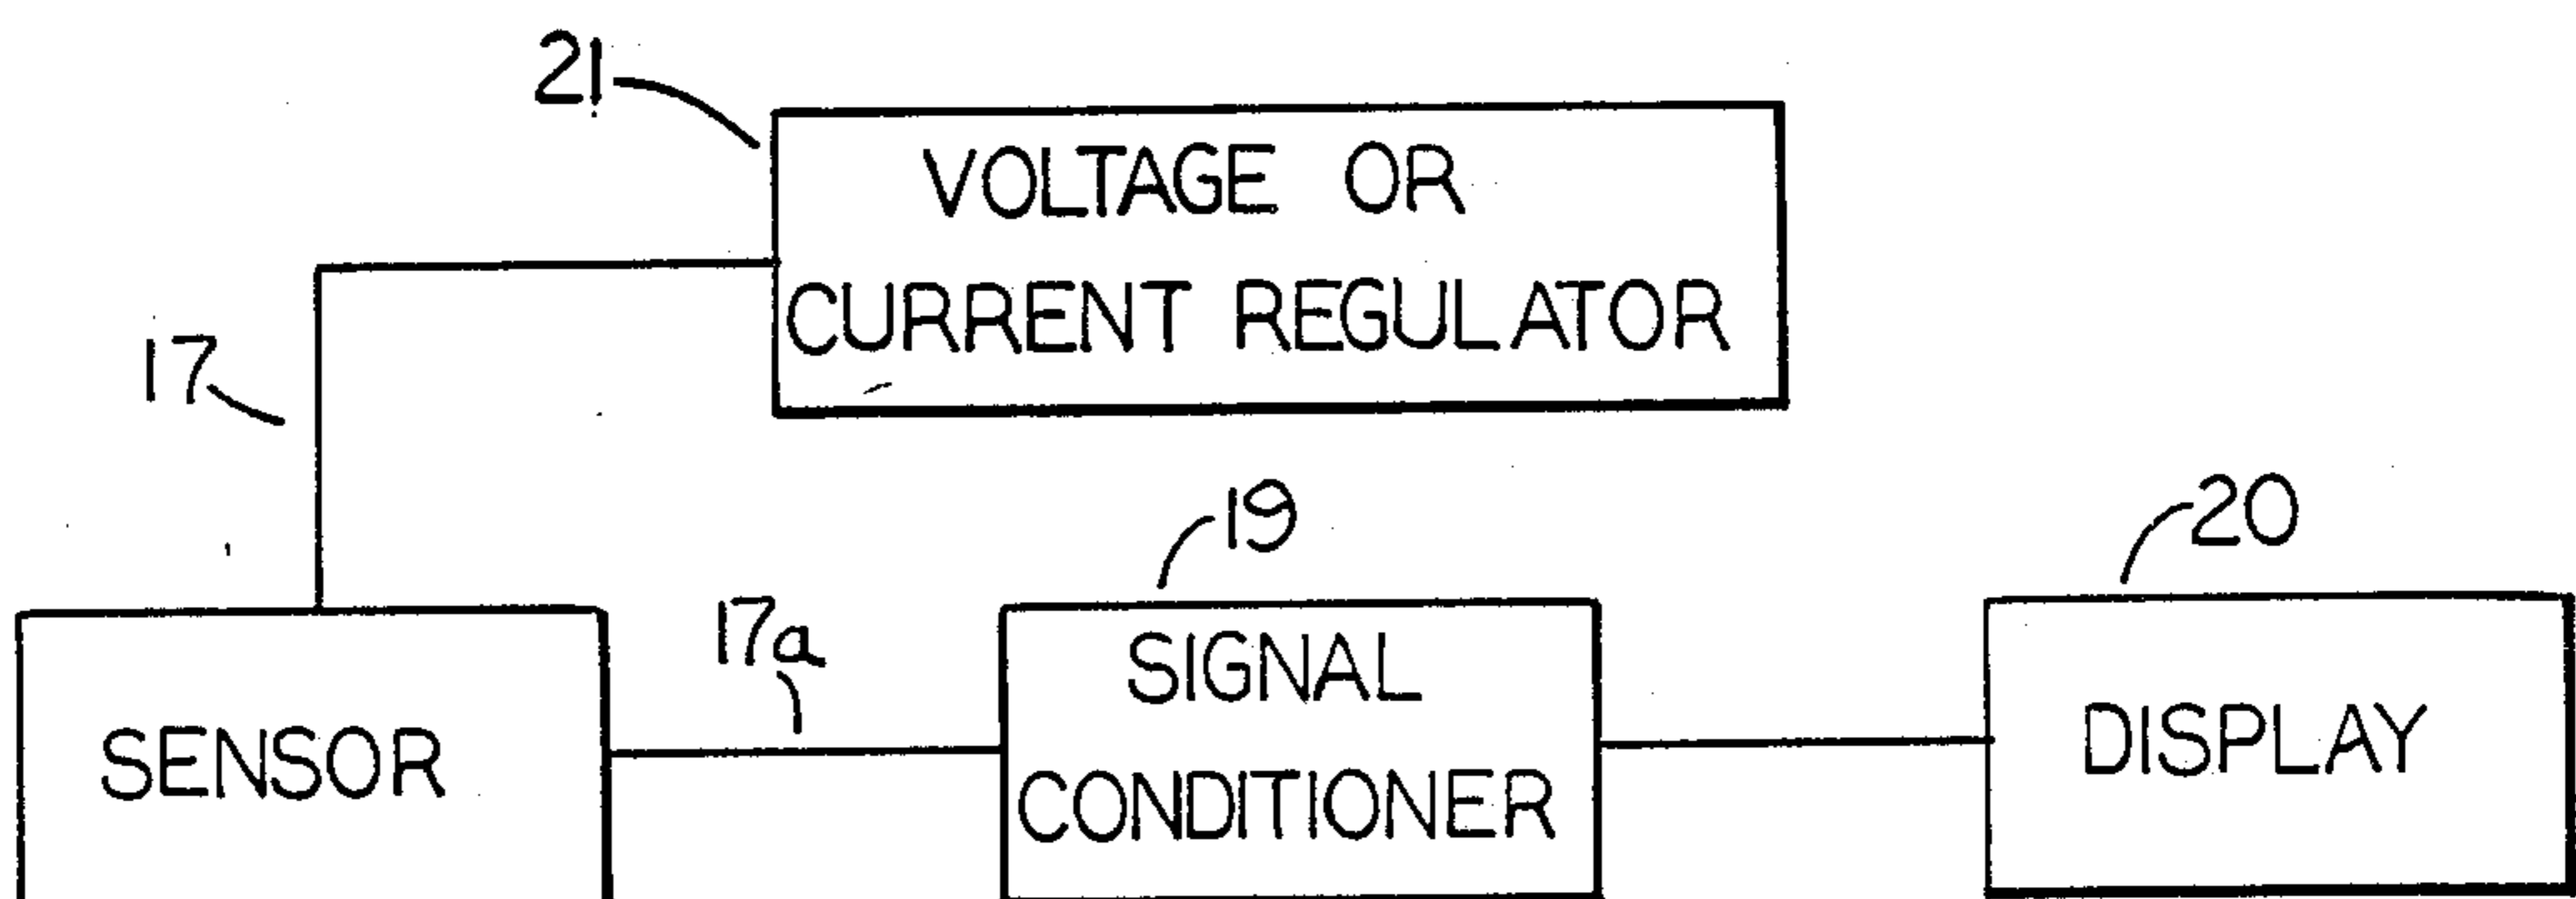 21
VOLTAGE OR
CURRENT REGULATOR
17
19
20
17a
SIGNAL
CONDITIONER
SENSOR
DISPLAY